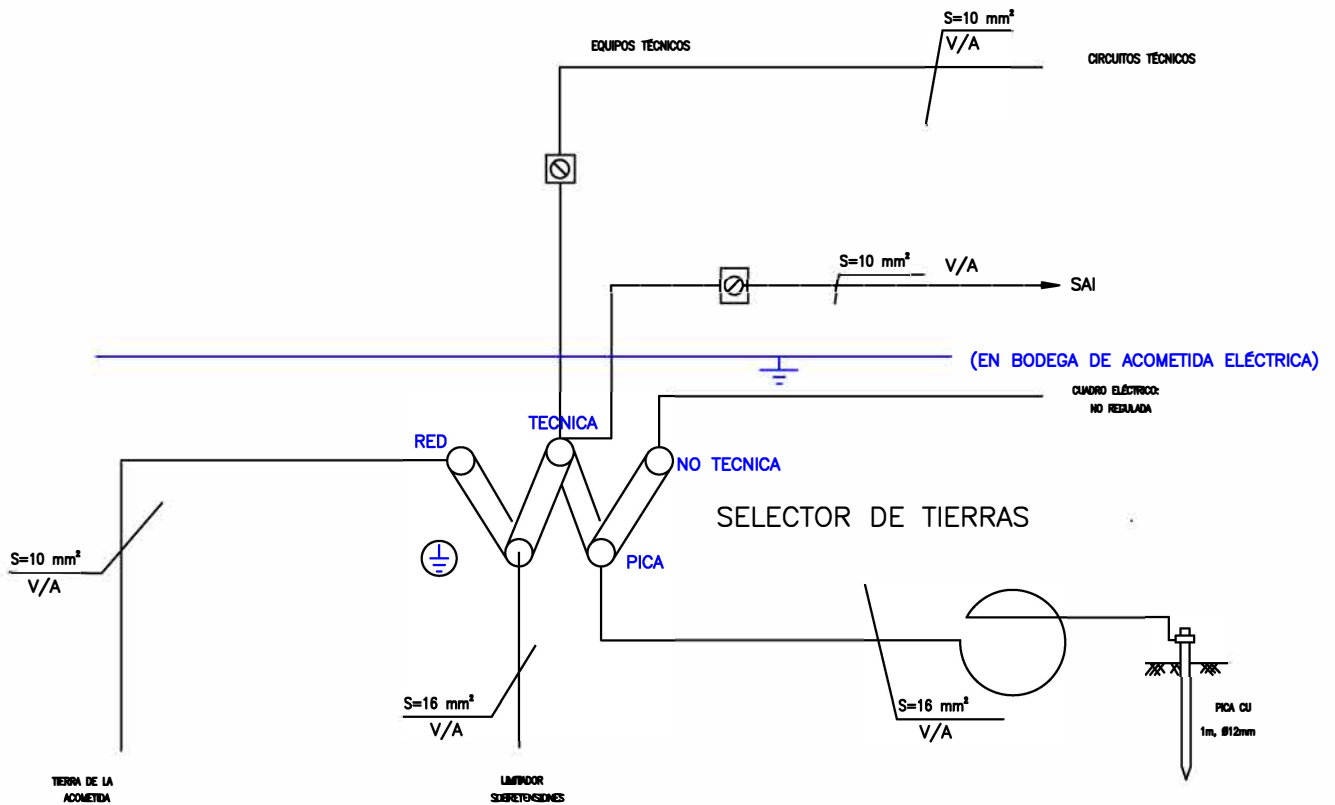 S=10 mm²
V/A
EQUIPOS TÉCNICOS
CIRCUITOS TÉCNICOS
S=10 mm²
V/A
SAI
(EN BODEGA DE ACOMETIDA ELÉCTRICA)
CUADRO ELÉCTRICO:
NO REGULADA
TECNICA
RED
NO TECNICA
SELECTOR DE TIERRAS
S=10 mm²
V/A
PICA
S=16 mm²
V/A
S=16 mm²
V/A
PICA CU
1m, Ø12mm
TIERRA DE LA
ACOMETIDA
LIMITADOR
SOBRETENSIONES